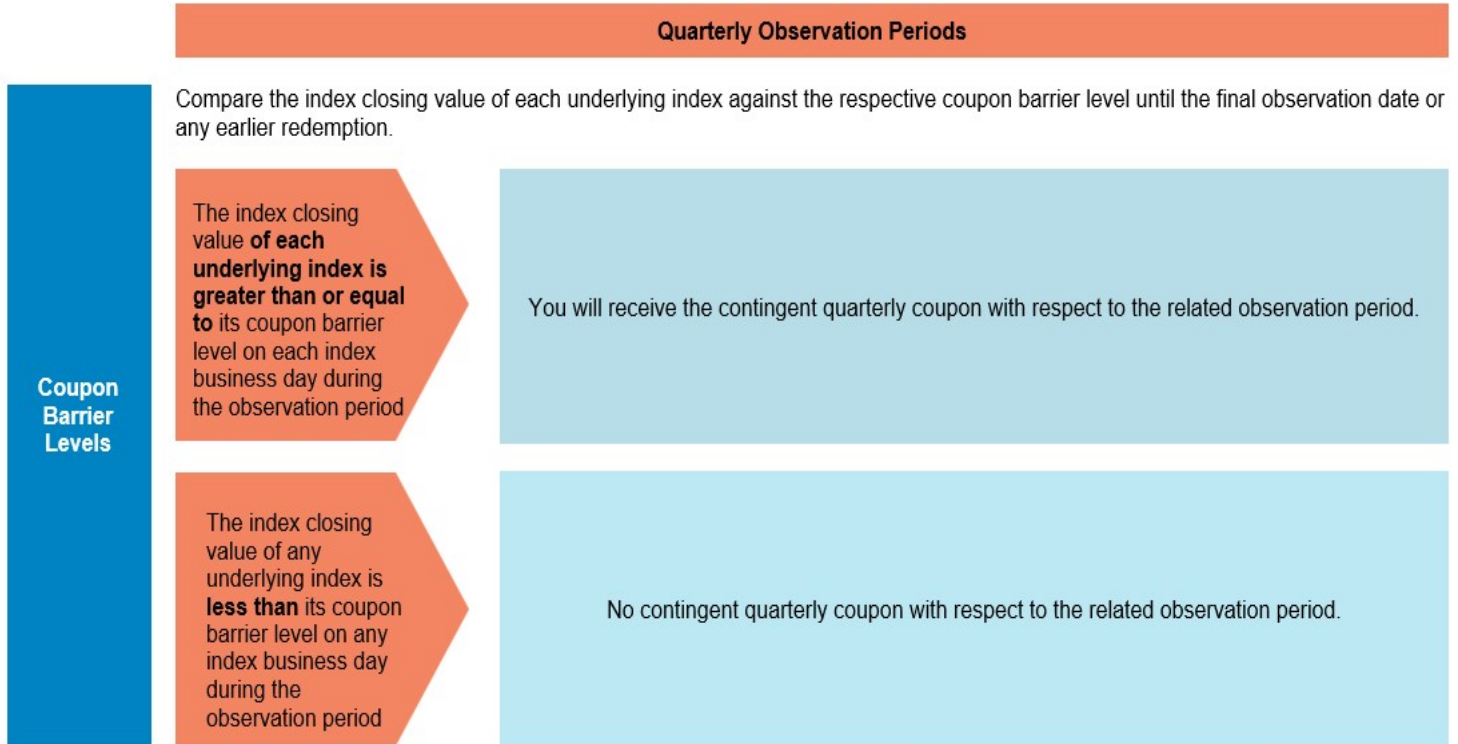 Quarterly Observation Periods
Compare the index closing value of each underlying index against the respective coupon barrier level until the final observation date or
any earlier redemption.
Coupon
Barrier
Levels
The index closing
value of each
underlying index is
greater than or equal
to its coupon barrier
level on each index
business day during
the observation period
You will receive the contingent quarterly coupon with respect to the related observation period.
The index closing
value of any
underlying index is
less than its coupon
barrier level on any
index business day
during the
observation period
No contingent quarterly coupon with respect to the related observation period.